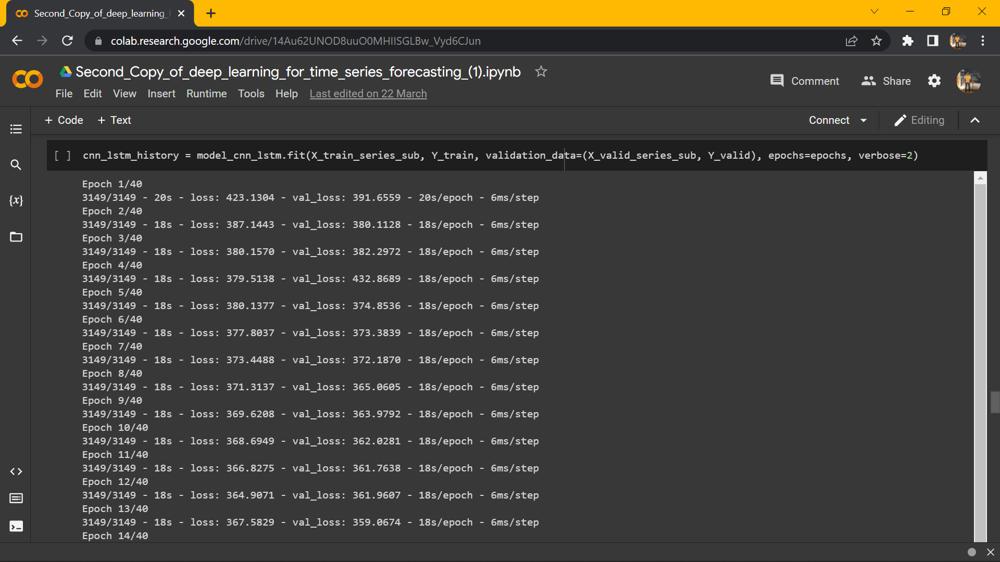 Second_Copy_of_deep_learning_
colab.research.google.com/drive/14Au62UNOD8uuO0MHIISGLBw_Vyd6CJun
Second_Copy_of_deep_learning_for_time_series_forecasting_(1).ipynb
Comment Share
File Edit View Insert Runtime Tools Help Last edited on 22 March
+ Code + Text Connect Editing
[ ] cnn_lstm_history = model_cnn_lstm.fit(X_train_series_sub, Y_train, validation_data=(X_valid_series_sub, Y_valid), epochs=epochs, verbose=2)
Epoch 1/40
3149/3149 - 20s - loss: 423.1304 - val_loss: 391.6559 - 20s/epoch - 6ms/step
Epoch 2/40
3149/3149 - 18s - loss: 387.1443 - val_loss: 380.1128 - 18s/epoch - 6ms/step
Epoch 3/40
3149/3149 - 18s - loss: 380.1570 - val_loss: 382.2972 - 18s/epoch - 6ms/step
Epoch 4/40
3149/3149 - 18s - loss: 379.5138 - val_loss: 432.8689 - 18s/epoch - 6ms/step
Epoch 5/40
3149/3149 - 18s - loss: 380.1377 - val_loss: 374.8536 - 18s/epoch - 6ms/step
Epoch 6/40
3149/3149 - 18s - loss: 377.8037 - val_loss: 373.3839 - 18s/epoch - 6ms/step
Epoch 7/40
3149/3149 - 18s - loss: 373.4488 - val_loss: 372.1870 - 18s/epoch - 6ms/step
Epoch 8/40
3149/3149 - 18s - loss: 371.3137 - val_loss: 365.0605 - 18s/epoch - 6ms/step
Epoch 9/40
3149/3149 - 18s - loss: 369.6208 - val_loss: 363.9792 - 18s/epoch - 6ms/step
Epoch 10/40
3149/3149 - 18s - loss: 368.6949 - val_loss: 362.0281 - 18s/epoch - 6ms/step
Epoch 11/40
3149/3149 - 18s - loss: 366.8275 - val_loss: 361.7638 - 18s/epoch - 6ms/step
Epoch 12/40
3149/3149 - 18s - loss: 364.9071 - val_loss: 361.9607 - 18s/epoch - 6ms/step
Epoch 13/40
3149/3149 - 18s - loss: 367.5829 - val_loss: 359.0674 - 18s/epoch - 6ms/step
Epoch 14/40